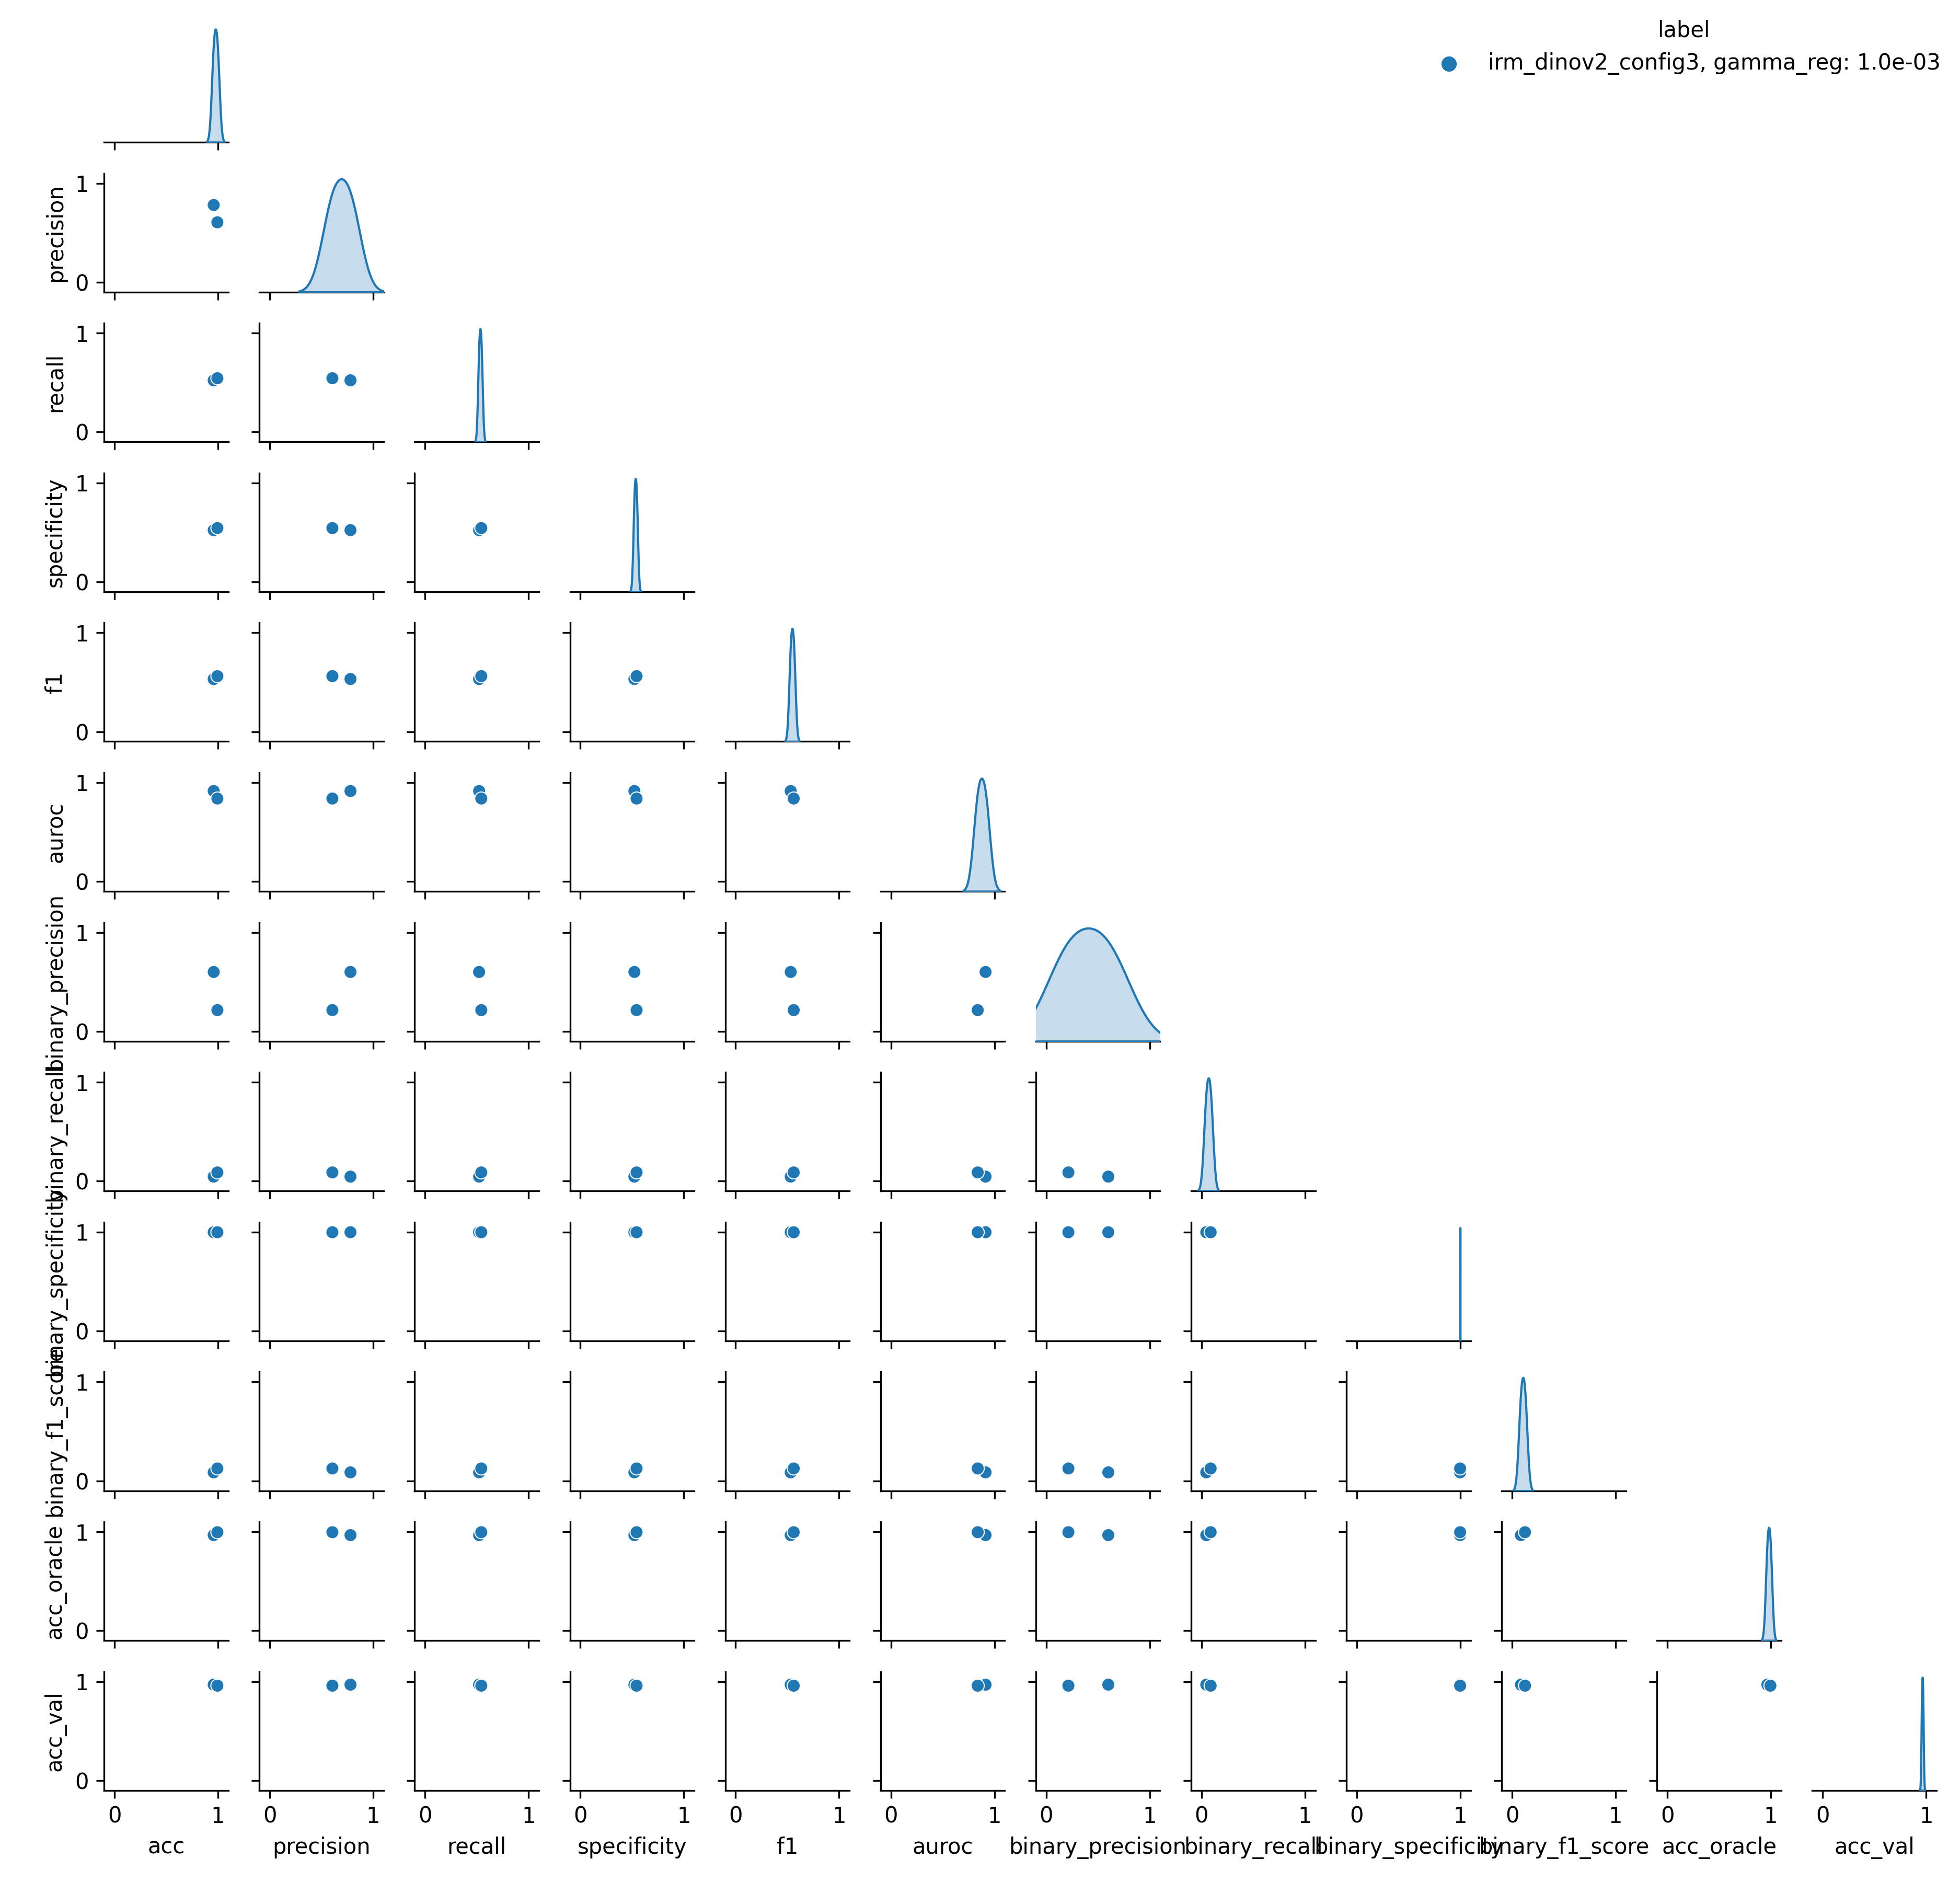 label
irm_dinov2_config3, gamma_reg: 1.0e-03
1
precision
0
1
recall
0
1
specificity
0
1
f1
0
1
auroc
0
1
binary_precision
0
1
binary_recall
0
1
binary_specificity
0
1
binary_f1_score
0
1
acc_oracle
0
1
acc_val
0
0 1 0 1 0 1 0 1 0 1 0 1 0 1 0 1 0 1 0 1 0 1 0 1
acc precision recall specificity f1 auroc binary_precision binary_recall binary_specificity binary_f1_score acc_oracle acc_val